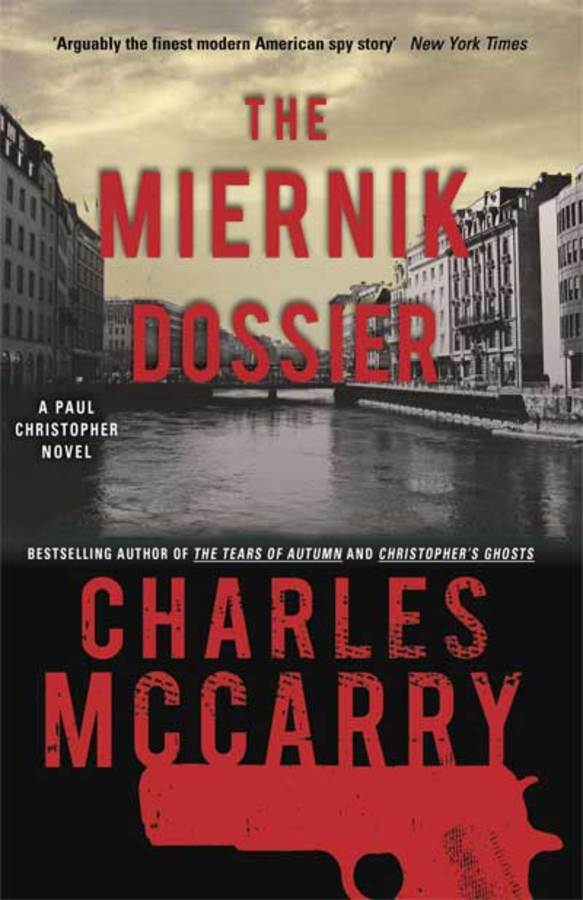 'Arguably the finest modern American spy story' New York Times
THE
MIERNIK
DOSSIER
A PAUL
CHRISTOPHER
NOVEL
BESTSELLING AUTHOR OF THE TEARS OF AUTUMN AND CHRISTOPHER'S GHOSTS
CHARLES
MCCARRY